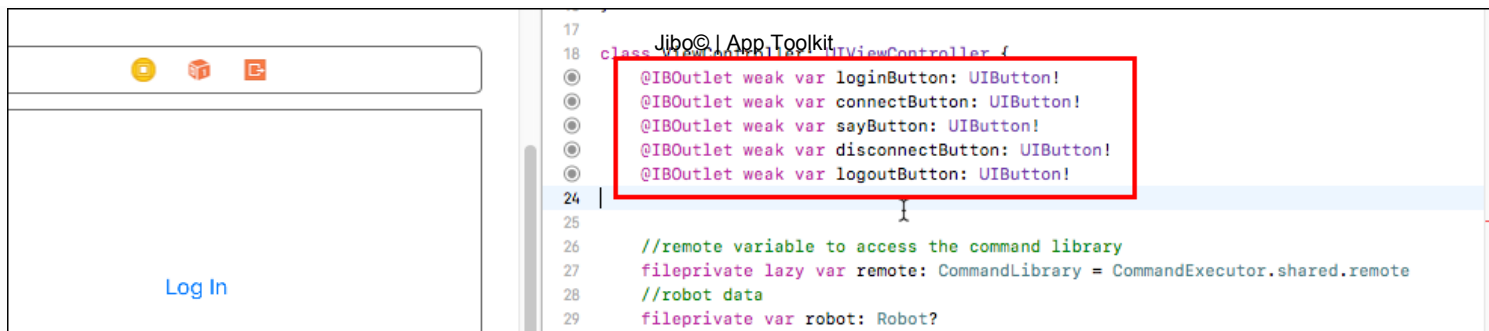 17
Jibo© | App Toolkit
18 class ViewController: UIViewController {
@IBOutlet weak var loginButton: UIButton!
@IBOutlet weak var connectButton: UIButton!
@IBOutlet weak var sayButton: UIButton!
@IBOutlet weak var disconnectButton: UIButton!
@IBOutlet weak var logoutButton: UIButton!
24
25
26 //remote variable to access the command library
27 fileprivate lazy var remote: CommandLibrary = CommandExecutor.shared.remote
Log In
28 //robot data
29 fileprivate var robot: Robot?